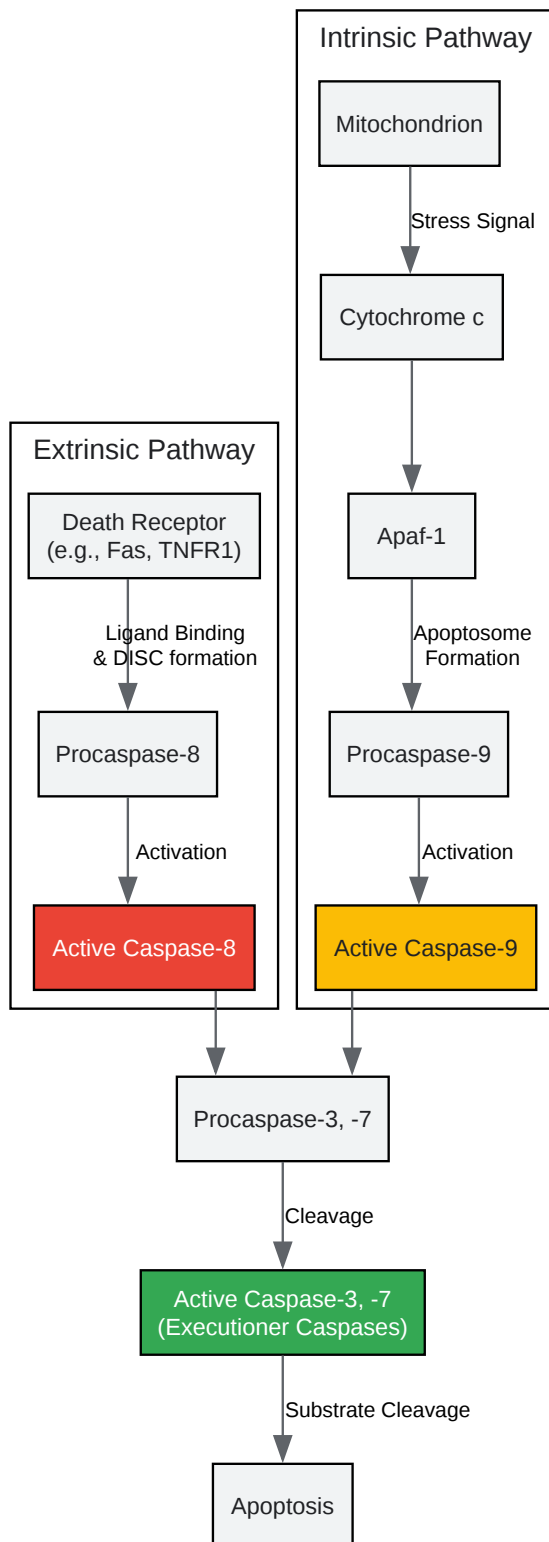 Intrinsic Pathway
Mitochondrion
Stress Signal
Cytochrome c
Extrinsic Pathway
Death Receptor
(e.g., Fas, TNFR1)
Apaf-1
Ligand Binding
& DISC formation
Apoptosome
Formation
Procaspase-8
Procaspase-9
Activation
Activation
Active Caspase-8
Active Caspase-9
Procaspase-3, -7
Cleavage
Active Caspase-3, -7
(Executioner Caspases)
Substrate Cleavage
Apoptosis